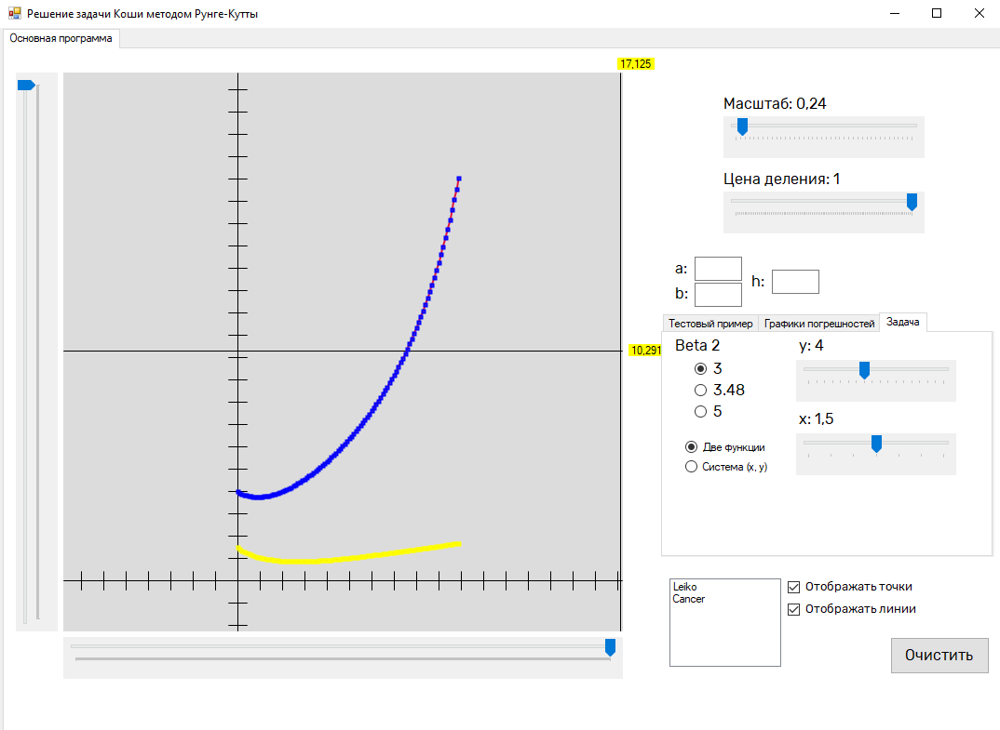 Решение задачи Коши методом Рунге-Кутты
Основная программа
17,125
Масштаб: 0,24
Цена деления: 1
a:
b:
h:
10,291
Тестовый пример
Графики погрешностей
Задача
Beta 2
3
3.48
5
Две функции
Система (x, y)
y: 4
x: 1,5
Leiko
Cancer
Отображать точки
Отображать линии
Очистить